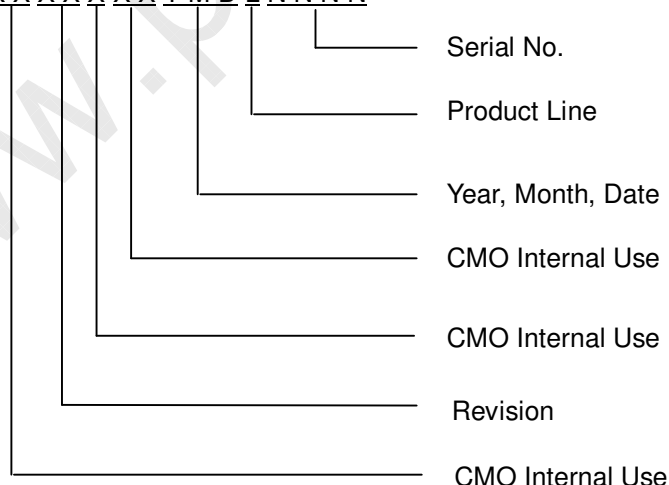 X X X X X X X Y M D L N N N N
Serial No.
Product Line
Year, Month, Date
CMO Internal Use
CMO Internal Use
Revision
CMO Internal Use